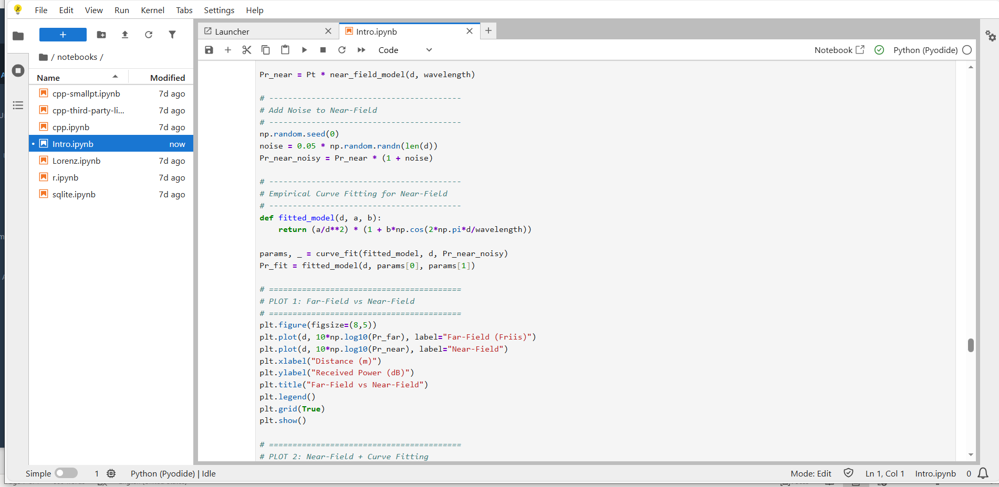 File Edit View Run Kernel Tabs Settings Help
+
/ notebooks /
Name Modified
cpp-smallpt.ipynb 7d ago
cpp-third-party-li... 7d ago
cpp.ipynb 7d ago
• Intro.ipynb now
Lorenz.ipynb 7d ago
r.ipynb 7d ago
sqlite.ipynb 7d ago
Launcher
Intro.ipynb
Code
Notebook
Python (Pyodide)
Pr_near = Pt * near_field_model(d, wavelength)
# -----------------------------------------
# Add Noise to Near-Field
# -----------------------------------------
np.random.seed(0)
noise = 0.05 * np.random.randn(len(d))
Pr_near_noisy = Pr_near * (1 + noise)
# -----------------------------------------
# Empirical Curve Fitting for Near-Field
# -----------------------------------------
def fitted_model(d, a, b):
    return (a/d**2) * (1 + b*np.cos(2*np.pi*d/wavelength))
params, _ = curve_fit(fitted_model, d, Pr_near_noisy)
Pr_fit = fitted_model(d, params[0], params[1])
# =========================================
# PLOT 1: Far-Field vs Near-Field
# =========================================
plt.figure(figsize=(8,5))
plt.plot(d, 10*np.log10(Pr_far), label="Far-Field (Friis)")
plt.plot(d, 10*np.log10(Pr_near), label="Near-Field")
plt.xlabel("Distance (m)")
plt.ylabel("Received Power (dB)")
plt.title("Far-Field vs Near-Field")
plt.legend()
plt.grid(True)
plt.show()
# =========================================
# PLOT 2: Near-Field + Curve Fitting
Simple 1 Python (Pyodide) | Idle Mode: Edit Ln 1, Col 1 Intro.ipynb 0